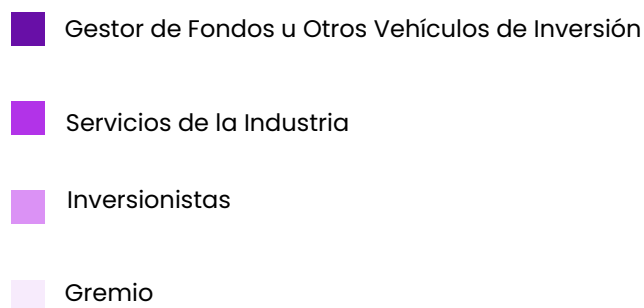 Gestor de Fondos u Otros Vehículos de Inversión
Servicios de la Industria
Inversionistas
Gremio